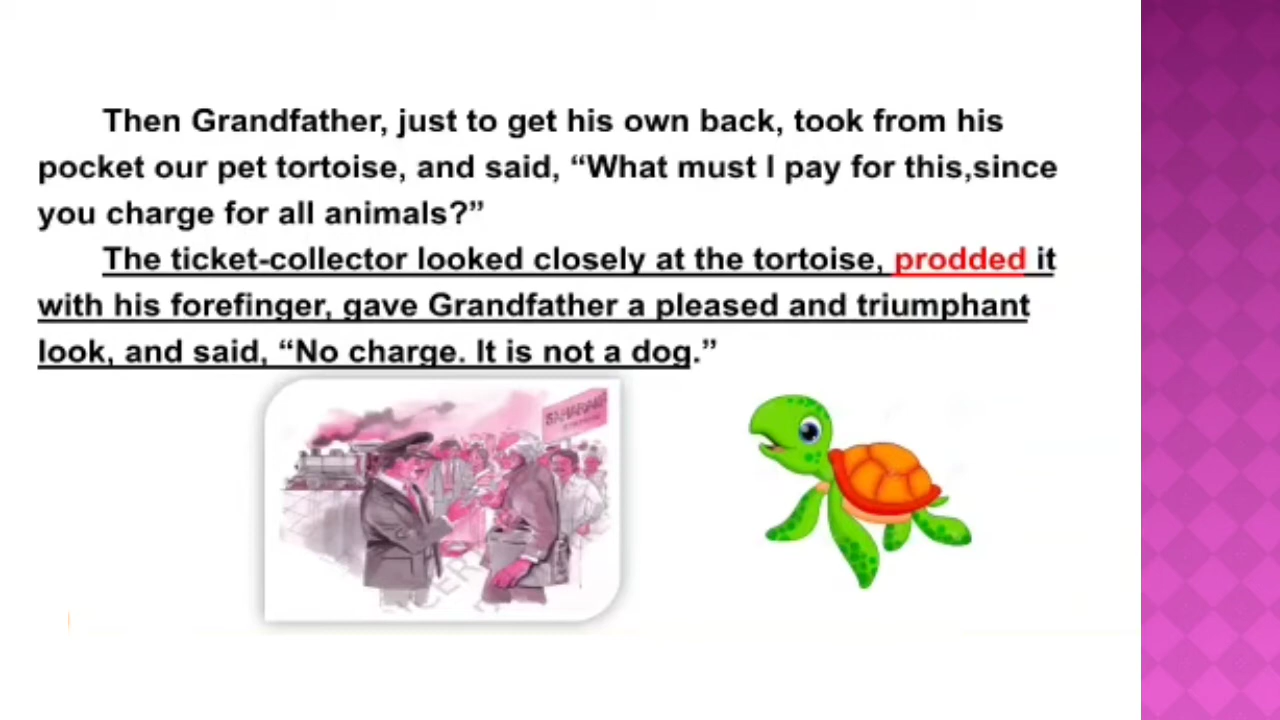 Then Grandfather, just to get his own back, took from his
pocket our pet tortoise, and said, “What must I pay for this,since
you charge for all animals?”
The ticket-collector looked closely at the tortoise, prodded it
with his forefinger, gave Grandfather a pleased and triumphant
look, and said, “No charge. It is not a dog.”